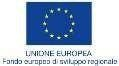 UNIONE EUROPEA
Fondo europeo di sviluppo regionale